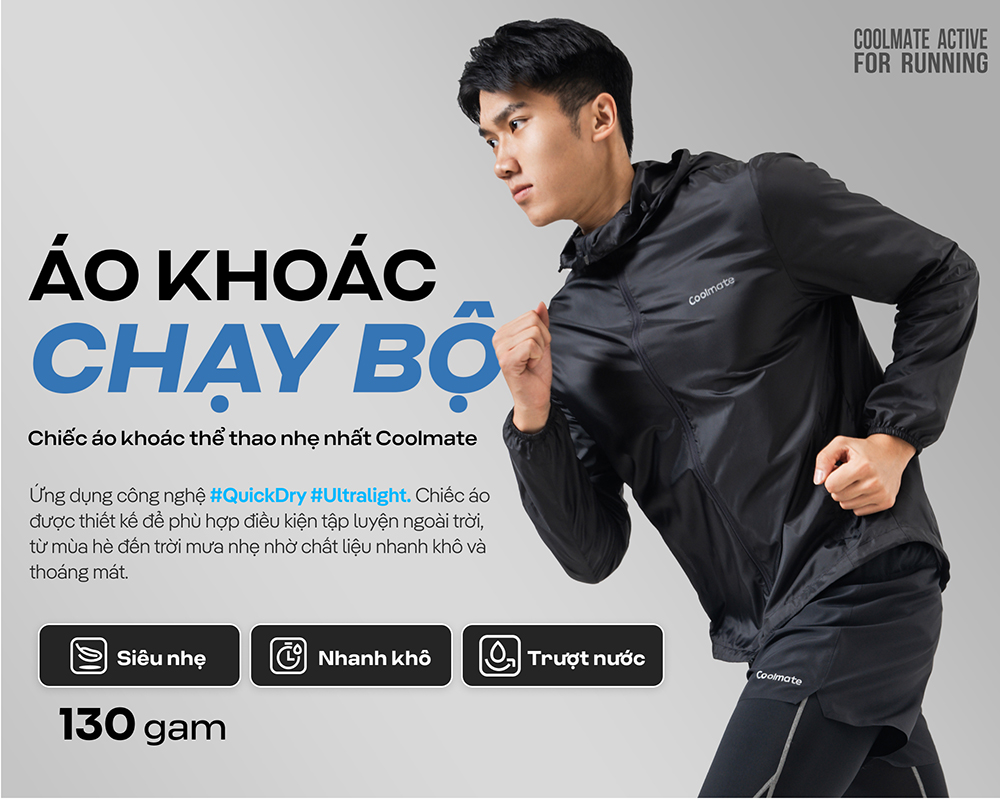 COOLMATE ACTIVE
FOR RUNNING
ÁO KHOÁC
CHẠY BỘ
Chiếc áo khoác thể thao nhẹ nhất Coolmate
Ứng dụng công nghệ #QuickDry #Ultralight. Chiếc áo
được thiết kế để phù hợp điều kiện tập luyện ngoài trời,
từ mùa hè đến trời mưa nhẹ nhờ chất liệu nhanh khô và
thoáng mát.
Siêu nhẹ
Nhanh khô
Trượt nước
130 gam
Coolmate
Coolmate